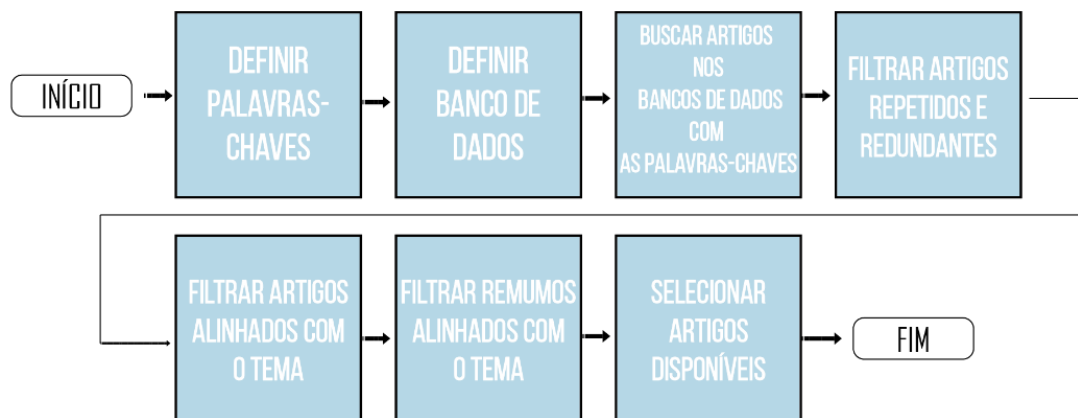 INÍCIO
DEFINIR
PALAVRAS-
CHAVES
DEFINIR
BANCO DE
DADOS
BUSCAR ARTIGOS
NOS
BANCOS DE DADOS
COM
AS PALAVRAS-CHAVES
FILTRAR ARTIGOS
REPETIDOS E
REDUNDANTES
FILTRAR ARTIGOS
ALINHADOS COM
O TEMA
FILTRAR REMUMOS
ALINHADOS COM
O TEMA
SELECIONAR
ARTIGOS
DISPONÍVEIS
FIM